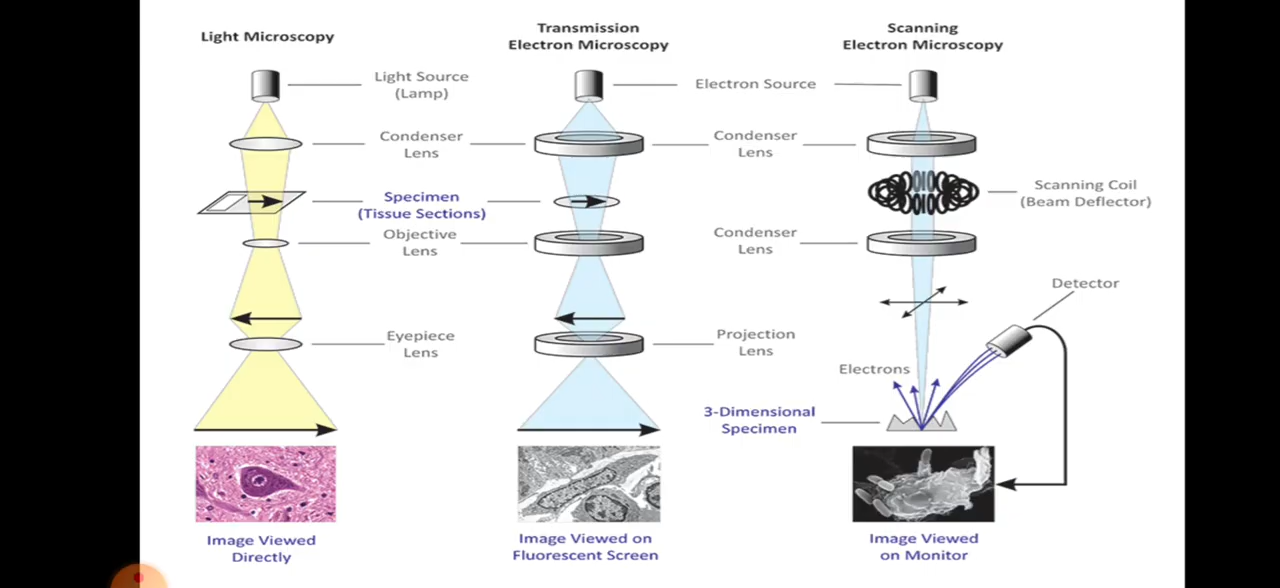 Light Microscopy
Transmission
Electron Microscopy
Scanning
Electron Microscopy
Light Source
(Lamp)
Electron Source
Condenser
Lens
Condenser
Lens
Specimen
(Tissue Sections)
Scanning Coil
(Beam Deflector)
Objective
Lens
Condenser
Lens
Detector
Eyepiece
Lens
Projection
Lens
Electrons
3-Dimensional
Specimen
Image Viewed
Directly
Image Viewed on
Fluorescent Screen
Image Viewed
on Monitor